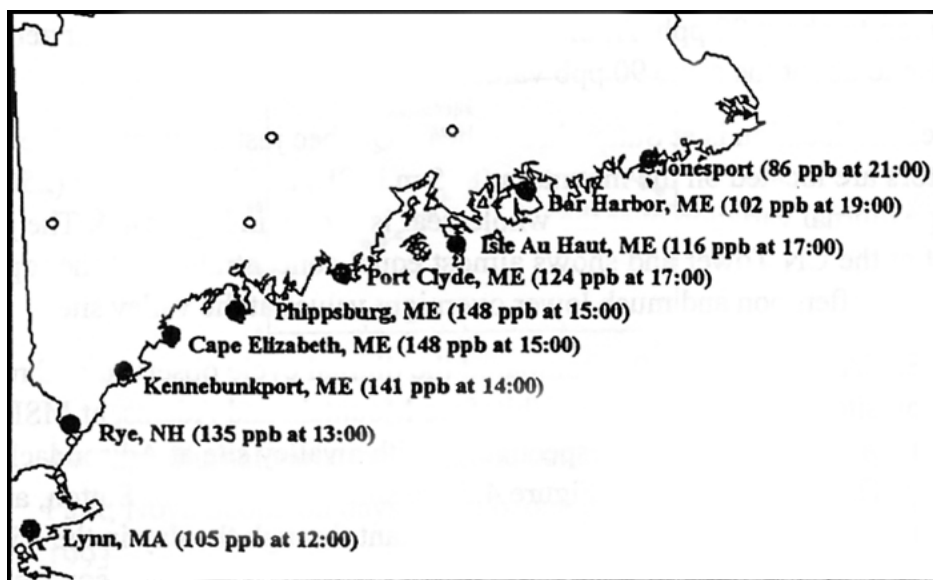 Jonesport (86 ppb at 21:00)
Bar Harbor, ME (102 ppb at 19:00)
Isle Au Haut, ME (116 ppb at 17:00)
Port Clyde, ME (124 ppb at 17:00)
Phippsburg, ME (148 ppb at 15:00)
Cape Elizabeth, ME (148 ppb at 15:00)
Kennebunkport, ME (141 ppb at 14:00)
Rye, NH (135 ppb at 13:00)
Lynn, MA (105 ppb at 12:00)